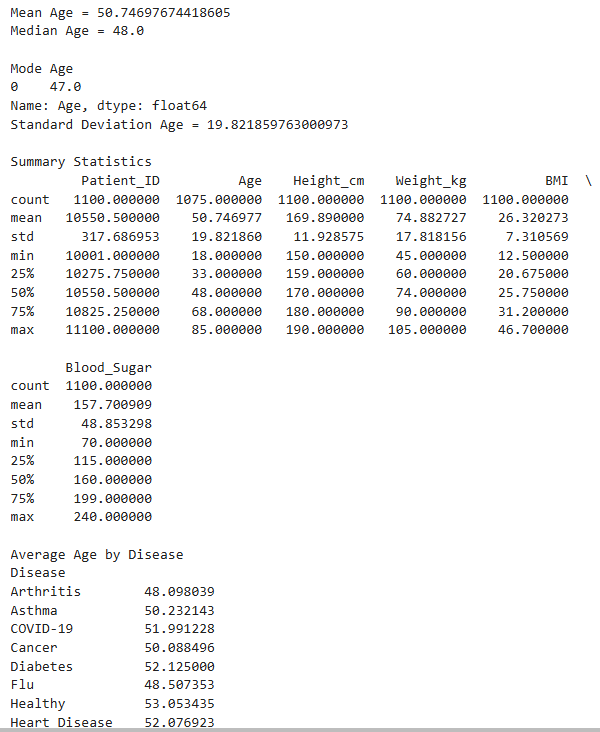 Mean Age = 50.74697674418605
Median Age = 48.0
Mode Age
0    47.0
Name: Age, dtype: float64
Standard Deviation Age = 19.821859763000973
Summary Statistics
         Patient_ID          Age    Height_cm    Weight_kg          BMI  \
count   1100.000000  1075.000000  1100.000000  1100.000000  1100.000000
mean   10550.500000    50.746977   169.890000    74.882727    26.320273
std      317.686953    19.821860    11.928575    17.818156     7.310569
min    10001.000000    18.000000   150.000000    45.000000    12.500000
25%    10275.750000    33.000000   159.000000    60.000000    20.675000
50%    10550.500000    48.000000   170.000000    74.000000    25.750000
75%    10825.250000    68.000000   180.000000    90.000000    31.200000
max    11100.000000    85.000000   190.000000   105.000000    46.700000
       Blood_Sugar
count  1100.000000
mean    157.700909
std      48.853298
min      70.000000
25%     115.000000
50%     160.000000
75%     199.000000
max     240.000000
Average Age by Disease
Disease
Arthritis        48.098039
Asthma           50.232143
COVID-19         51.991228
Cancer           50.088496
Diabetes         52.125000
Flu              48.507353
Healthy          53.053435
Heart Disease    52.076923